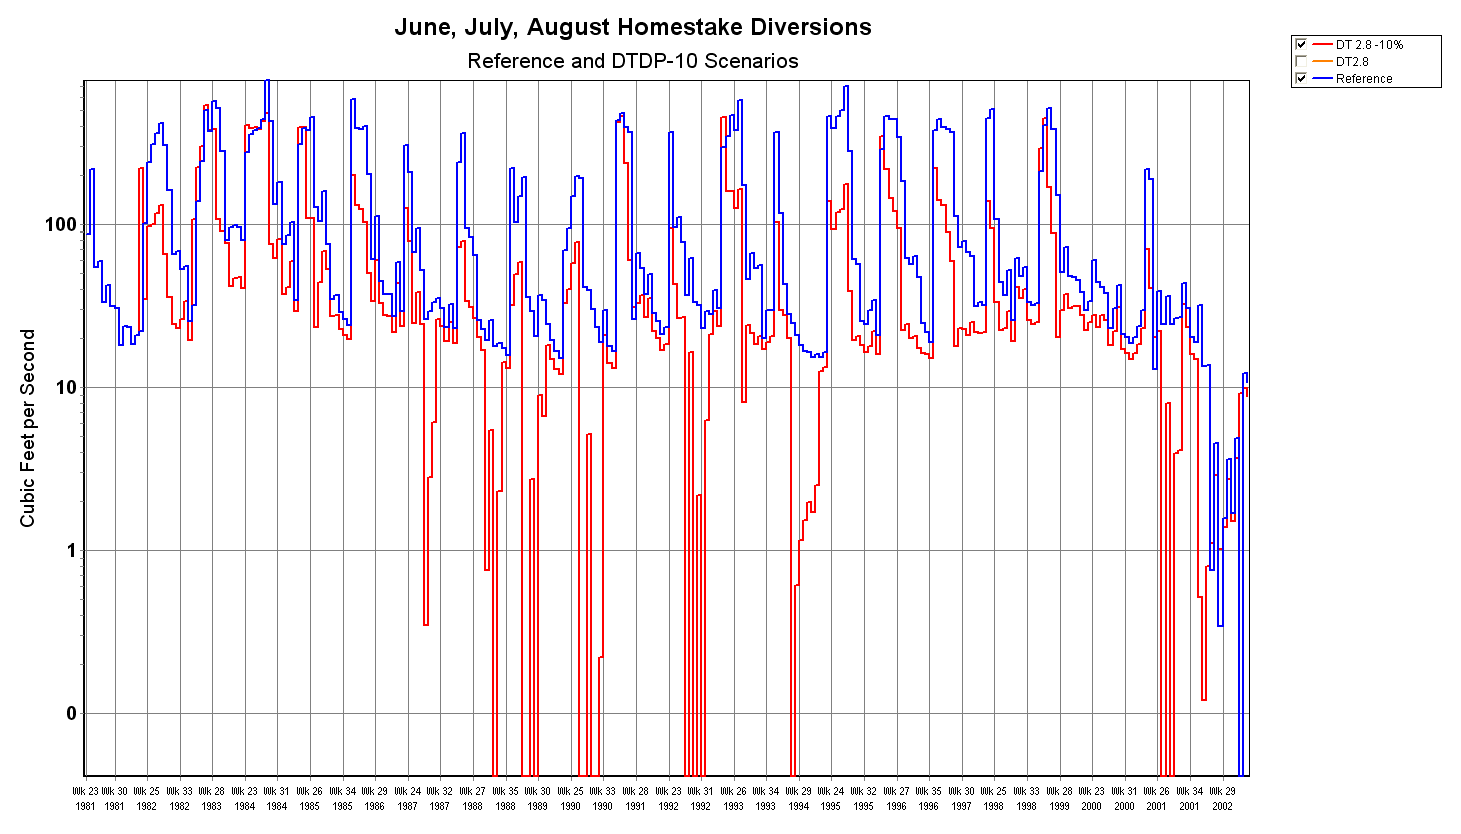 June, July, August Homestake Diversions
Reference and DTDP-10 Scenarios
DT 2.8 -10%
DT2.8
Reference
Cubic Feet per Second
100
10
1
0
Wk 23 Wk 30 Wk 25 Wk 33 Wk 28 Wk 23 Wk 31 Wk 26 Wk 34 Wk 29 Wk 24 Wk 32 Wk 27 Wk 35 Wk 30 Wk 25 Wk 33 Wk 28 Wk 23 Wk 31 Wk 26 Wk 34 Wk 29 Wk 24 Wk 32 Wk 27 Wk 35 Wk 30 Wk 25 Wk 33 Wk 28 Wk 23 Wk 31 Wk 26 Wk 34 Wk 29
1981 1981 1982 1982 1983 1984 1984 1985 1985 1986 1987 1987 1988 1988 1989 1990 1990 1991 1992 1992 1993 1993 1994 1995 1995 1996 1996 1997 1998 1998 1999 2000 2000 2001 2001 2002